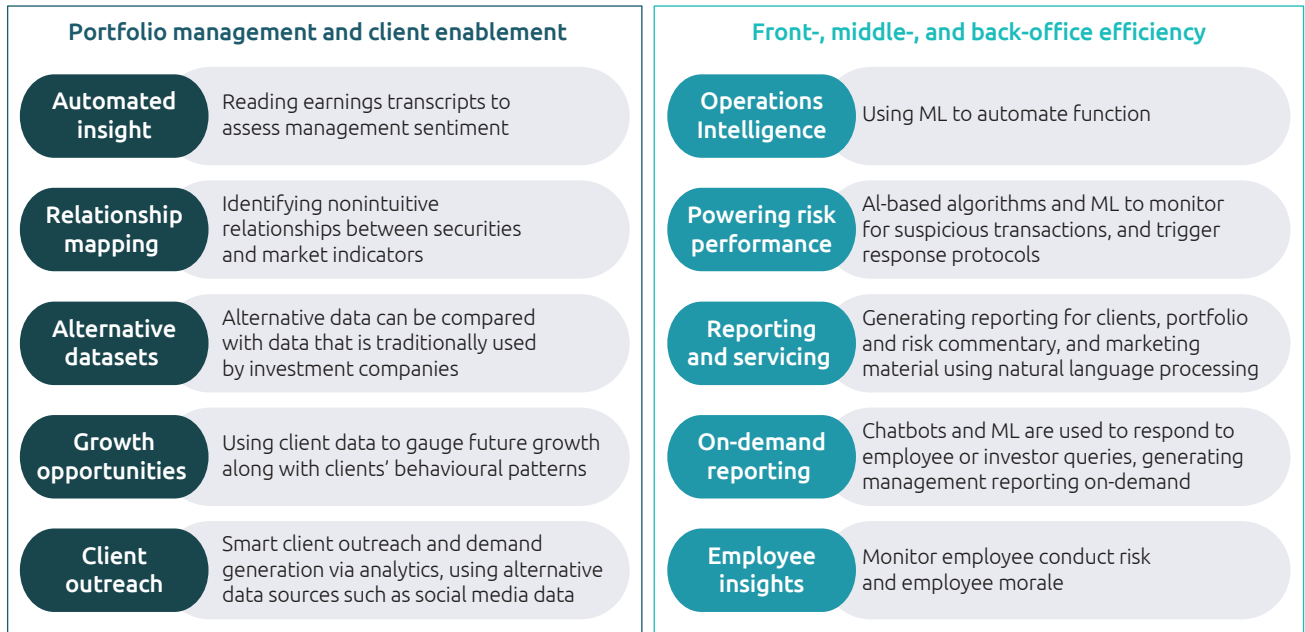 Portfolio management and client enablement
Automated
insight
Reading earnings transcripts to
assess management sentiment
Relationship
mapping
Identifying nonintuitive
relationships between securities
and market indicators
Alternative
datasets
Alternative data can be compared
with data that is traditionally used
by investment companies
Growth
opportunities
Using client data to gauge future growth
along with clients’ behavioural patterns
Client
outreach
Smart client outreach and demand
generation via analytics, using alternative
data sources such as social media data
Front-, middle-, and back-office efficiency
Operations
Intelligence
Using ML to automate function
Powering risk
performance
AI-based algorithms and ML to monitor
for suspicious transactions, and trigger
response protocols
Reporting
and servicing
Generating reporting for clients, portfolio
and risk commentary, and marketing
material using natural language processing
On-demand
reporting
Chatbots and ML are used to respond to
employee or investor queries, generating
management reporting on-demand
Employee
insights
Monitor employee conduct risk
and employee morale